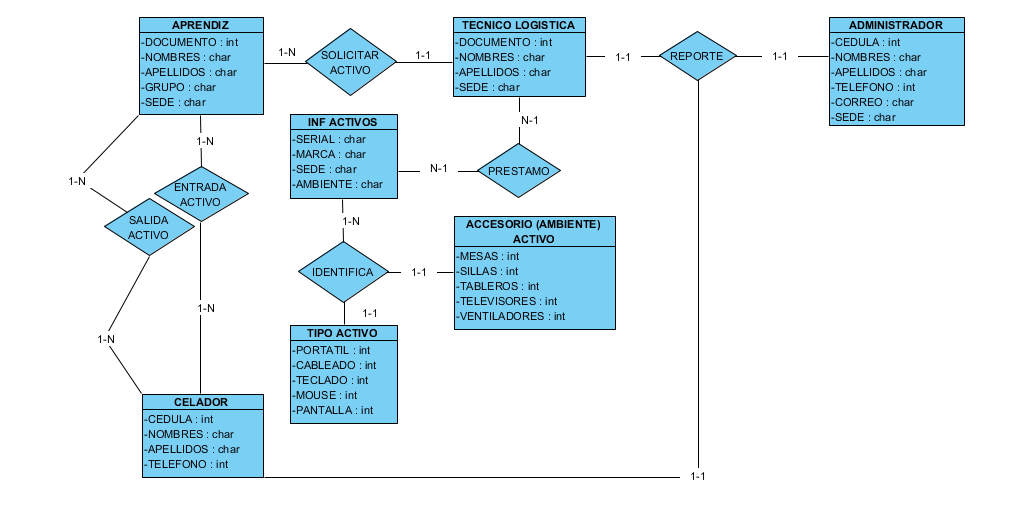 APRENDIZ
-DOCUMENTO : int
-NOMBRES : char
-APELLIDOS : char
-GRUPO : char
-SEDE : char
1-N
SOLICITAR
ACTIVO
1-1
TECNICO LOGISTICA
-DOCUMENTO : int
-NOMBRES : char
-APELLIDOS : char
-SEDE : char
1-1
REPORTE
1-1
ADMINISTRADOR
-CEDULA : int
-NOMBRES : char
-APELLIDOS : char
-TELEFONO : int
-CORREO : char
-SEDE : char
INF ACTIVOS
-SERIAL : char
-MARCA : char
-SEDE : char
-AMBIENTE : char
N-1
N-1
PRESTAMO
1-N
1-N
ENTRADA
ACTIVO
SALIDA
ACTIVO
1-N
IDENTIFICA
1-1
ACCESORIO (AMBIENTE)
ACTIVO
-MESAS : int
-SILLAS : int
-TABLEROS : int
-TELEVISORES : int
-VENTILADORES : int
1-1
TIPO ACTIVO
-PORTATIL : int
-CABLEADO : int
-TECLADO : int
-MOUSE : int
-PANTALLA : int
1-N
1-N
CELADOR
-CEDULA : int
-NOMBRES : char
-APELLIDOS : char
-TELEFONO : int
1-1